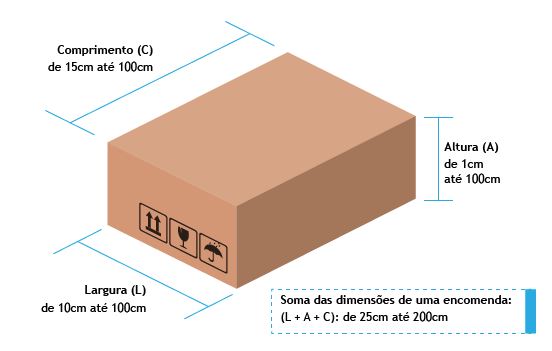 Comprimento (C)
de 15cm até 100cm
Altura (A)
de 1cm
até 100cm
Largura (L)
de 10cm até 100cm
Soma das dimensões de uma encomenda:
(L + A + C): de 25cm até 200cm